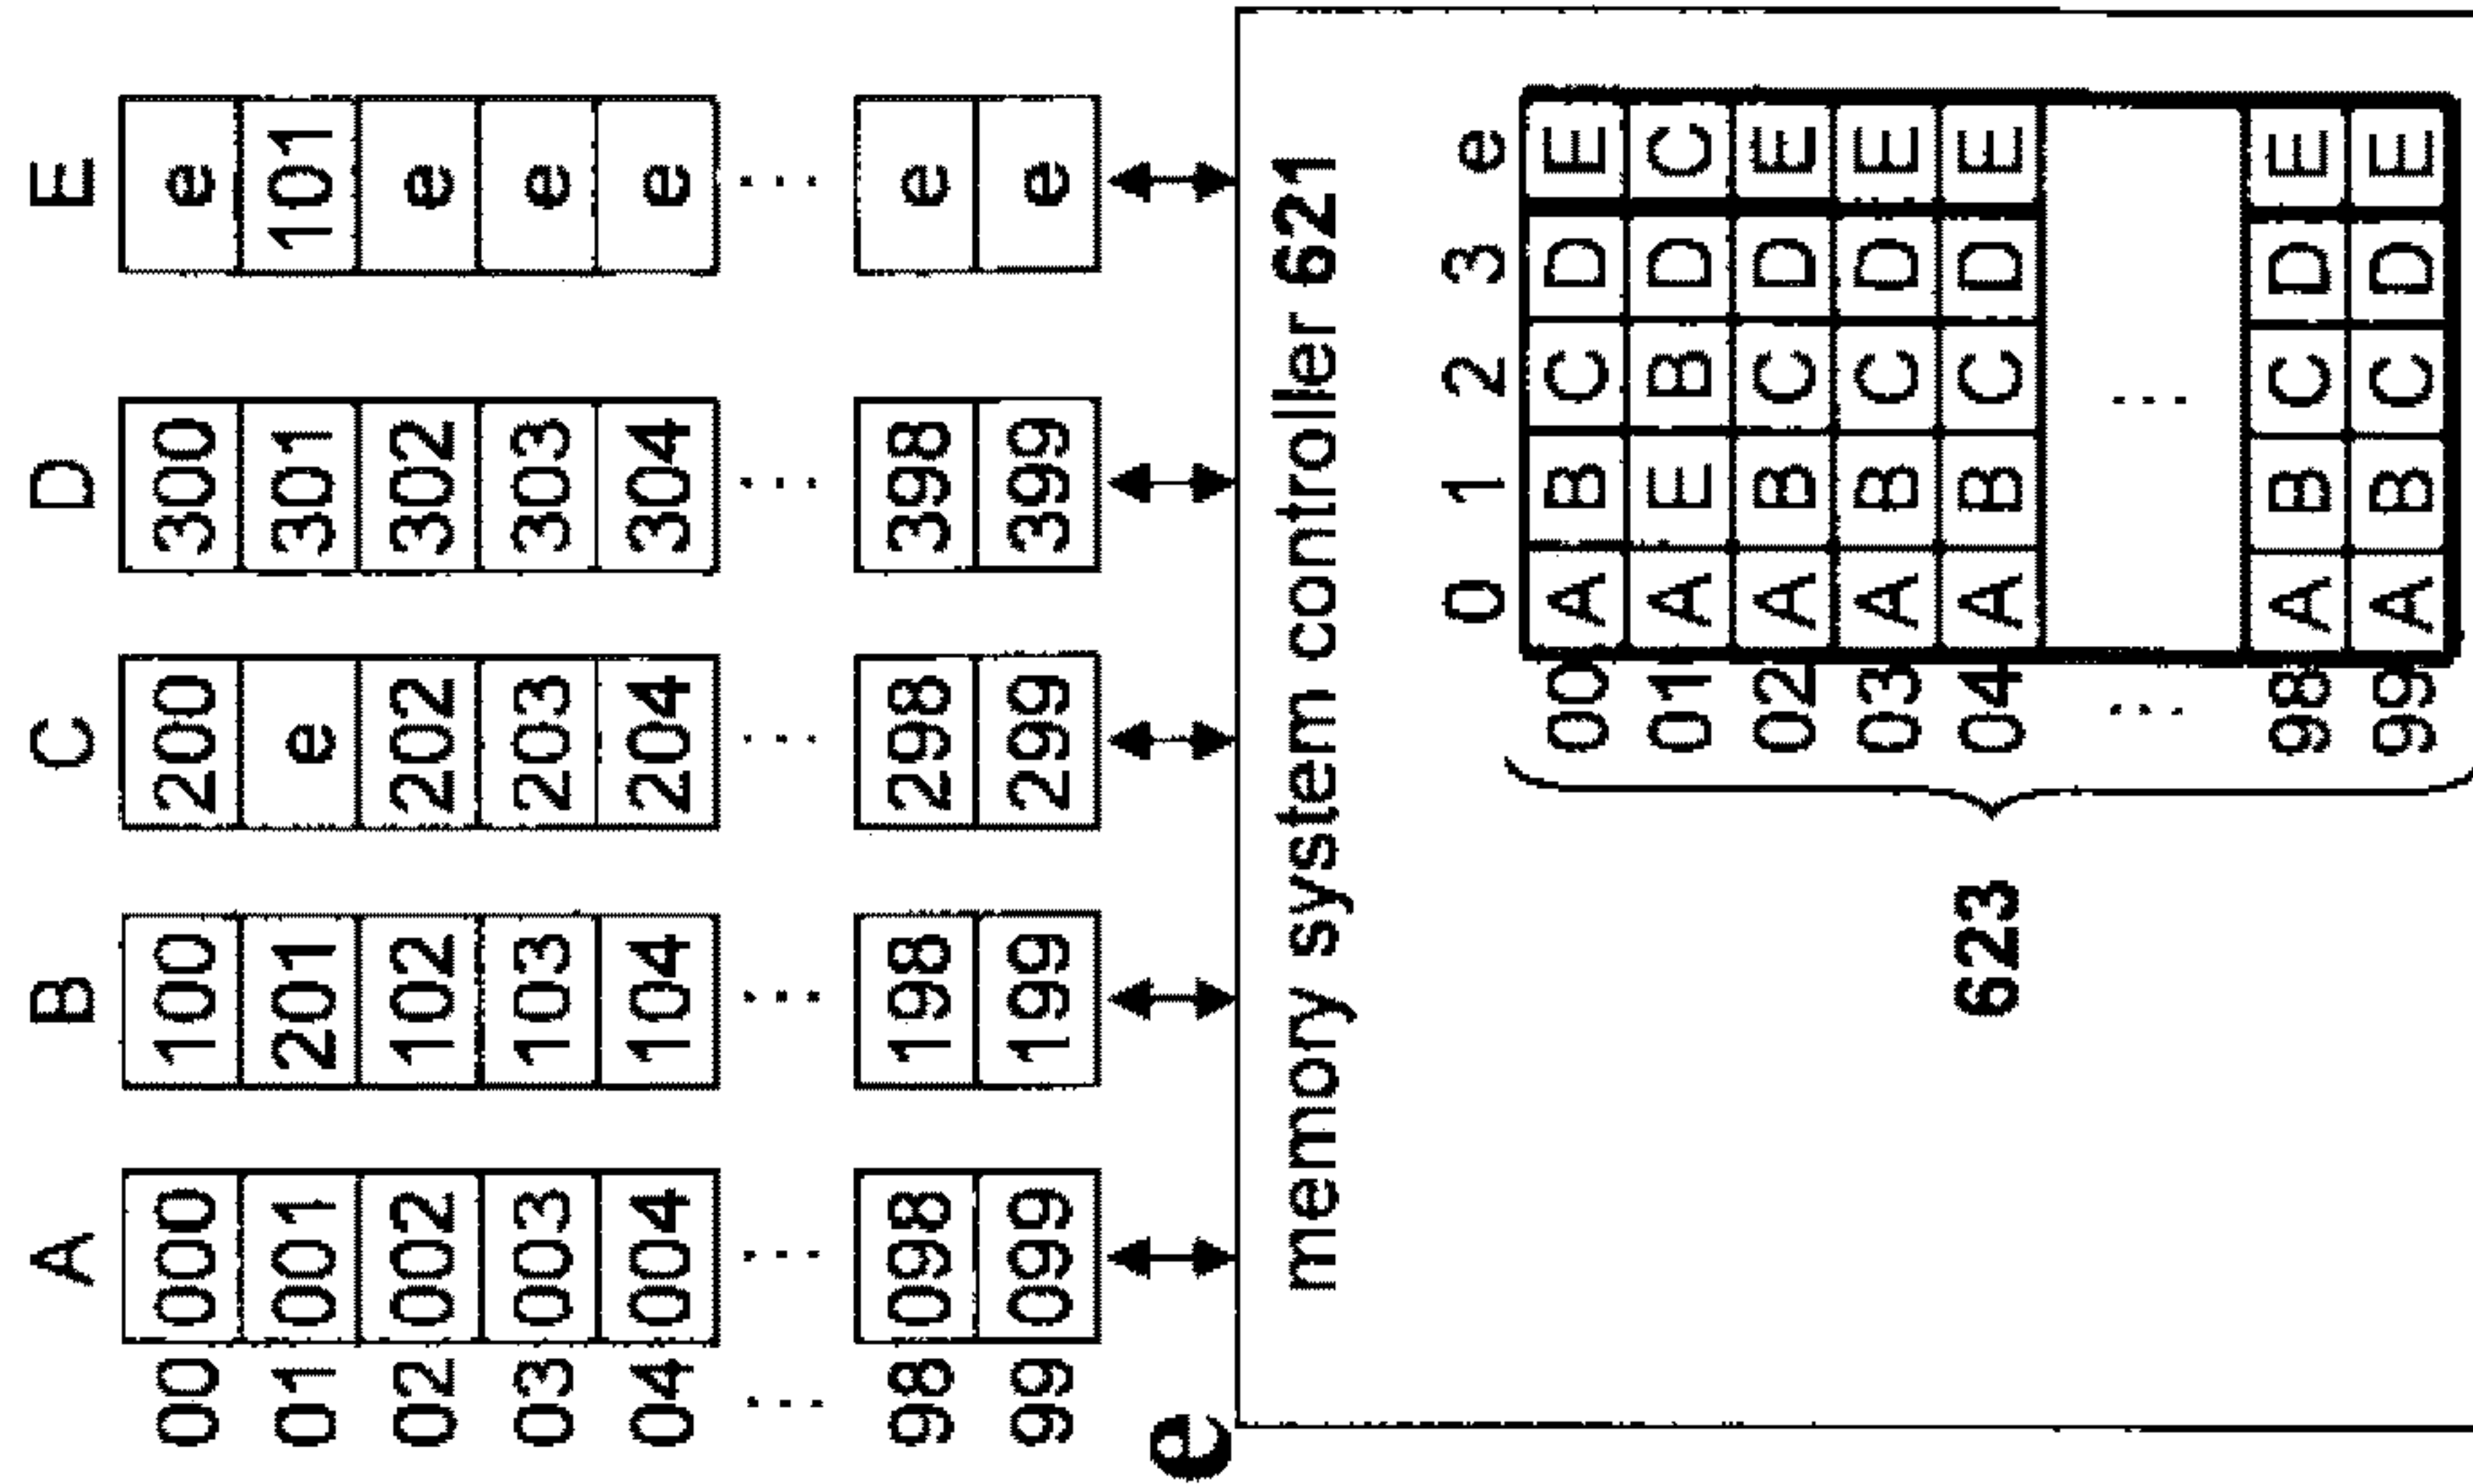 A B C D E
00 000 100 200 300 e
01 001 201 e 301 101
02 002 102 202 302 e
03 003 103 203 303 e
04 004 104 204 304 e
⋮ ⋮ ⋮ ⋮ ⋮ ⋮
98 098 198 298 398 e
99 099 199 299 399 e
e
memory system controller 621
0 1 2 3 e
00 A B C D E
01 A E B D C
02 A B C D E
03 A B C D E
623 04 A B C D E
⋮ ⋮
98 A B C D E
99 A B C D E